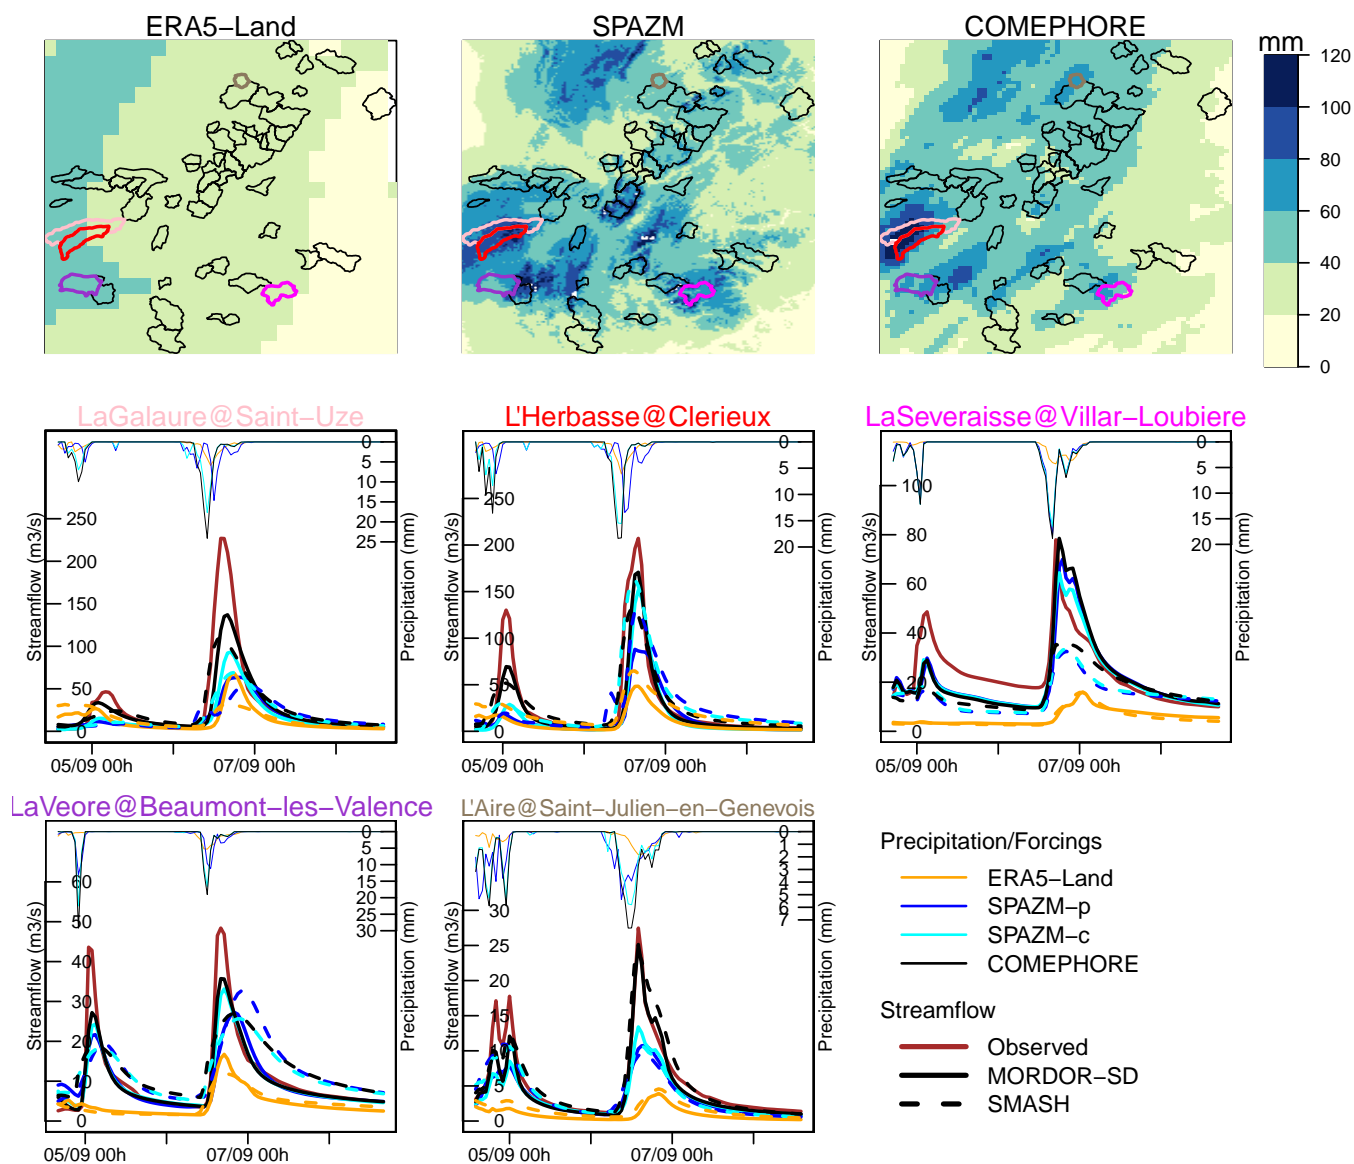 ERA5−Land SPAZM COMEPHORE
mm
120
100
80
60
40
20
0
LaGalaure@Saint−Uze
Streamflow (m3/s)
250
200
150
100
50
0
Precipitation (mm)
0
5
10
15
20
25
05/09 00h 07/09 00h
L'Herbasse@Clerieux
Streamflow (m3/s)
250
200
150
100
50
0
Precipitation (mm)
0
5
10
15
20
05/09 00h 07/09 00h
LaSeveraisse@Villar−Loubiere
Streamflow (m3/s)
100
80
60
40
20
0
Precipitation (mm)
0
5
10
15
20
05/09 00h 07/09 00h
LaVeore@Beaumont−les−Valence
Streamflow (m3/s)
60
50
40
30
20
10
0
Precipitation (mm)
0
5
10
15
20
25
30
05/09 00h 07/09 00h
L'Aire@Saint−Julien−en−Genevois
Streamflow (m3/s)
30
25
20
15
10
5
0
Precipitation (mm)
0
1
2
3
4
5
6
7
05/09 00h 07/09 00h
Precipitation/Forcings
ERA5−Land
SPAZM−p
SPAZM−c
COMEPHORE
Streamflow
Observed
MORDOR−SD
SMASH